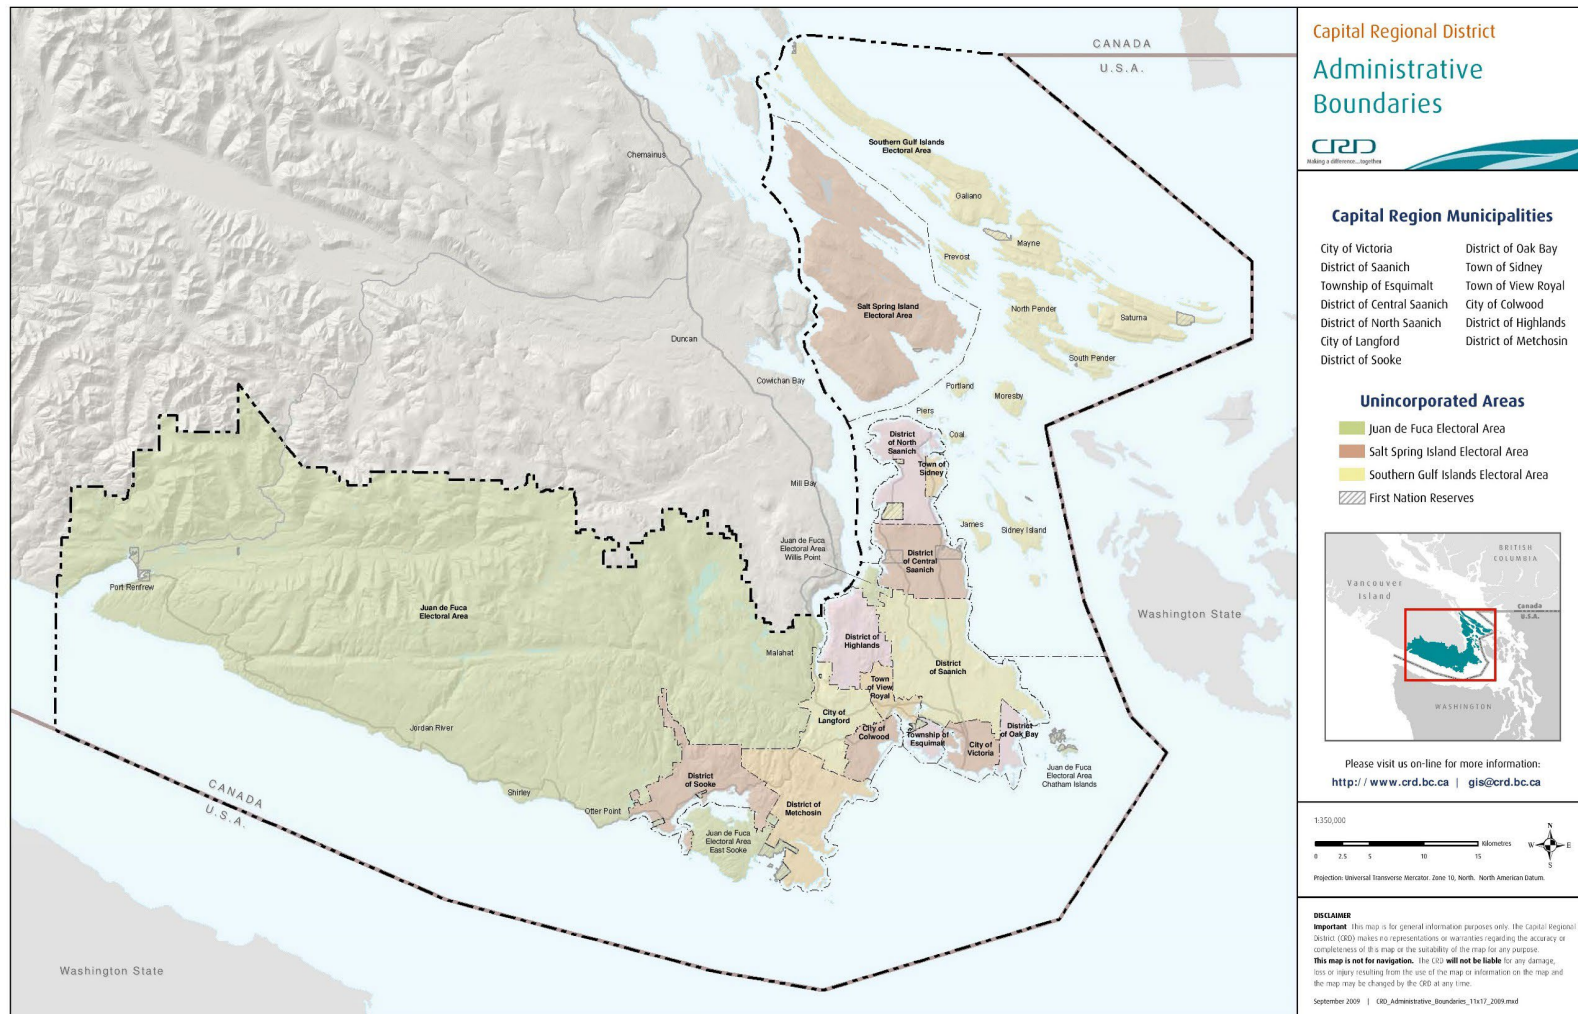 CANADA
U.S.A.
Chemainus
Southern Gulf Islands
Electoral Area
Galiano
Mayne
Prevost
Salt Spring Island
Electoral Area
North Pender
Saturna
Duncan
South Pender
Cowichan Bay
Portland
Moresby
Piers
Coal
District
of North
Saanich
Town of
Sidney
Mill Bay
James
Sidney Island
Juan de Fuca
Electoral Area
Willis Point
District
of Central
Saanich
Port Renfrew
Juan de Fuca
Electoral Area
Washington State
District of
Highlands
Malahat
District
of Saanich
Town
of View
Royal
City of
Langford
City of
Colwood
Township of
Esquimalt
City of
Victoria
District
of Oak Bay
Jordan River
Juan de Fuca
Electoral Area
Chatham Islands
District
of Sooke
CANADA
U.S.A.
Shirley
Otter Point
District of
Metchosin
Juan de Fuca
Electoral Area
East Sooke
Washington State
Capital Regional District
Administrative
Boundaries
CRD
Making a difference...together
Capital Region Municipalities
City of Victoria
District of Saanich
Township of Esquimalt
District of Central Saanich
District of North Saanich
City of Langford
District of Sooke
District of Oak Bay
Town of Sidney
Town of View Royal
City of Colwood
District of Highlands
District of Metchosin
Unincorporated Areas
Juan de Fuca Electoral Area
Salt Spring Island Electoral Area
Southern Gulf Islands Electoral Area
First Nation Reserves
BRITISH
COLUMBIA
Vancouver
Island
Canada
U.S.A.
WASHINGTON
Please visit us on-line for more information:
http://www.crd.bc.ca | gis@crd.bc.ca
1:350,000
Kilometres
0 2.5 5 10 15
N
W E
S
Projection: Universal Transverse Mercator. Zone 10, North. North American Datum.
DISCLAIMER
Important This map is for general information purposes only. The Capital Regional
District (CRD) makes no representations or warranties regarding the accuracy or
completeness of this map or the suitability of the map for any purpose.
This map is not for navigation. The CRD will not be liable for any damage,
loss or injury resulting from the use of the map or information on the map and
the map may be changed by the CRD at any time.
September 2009 | CRD_Administrative_Boundaries_11x17_2009.mxd